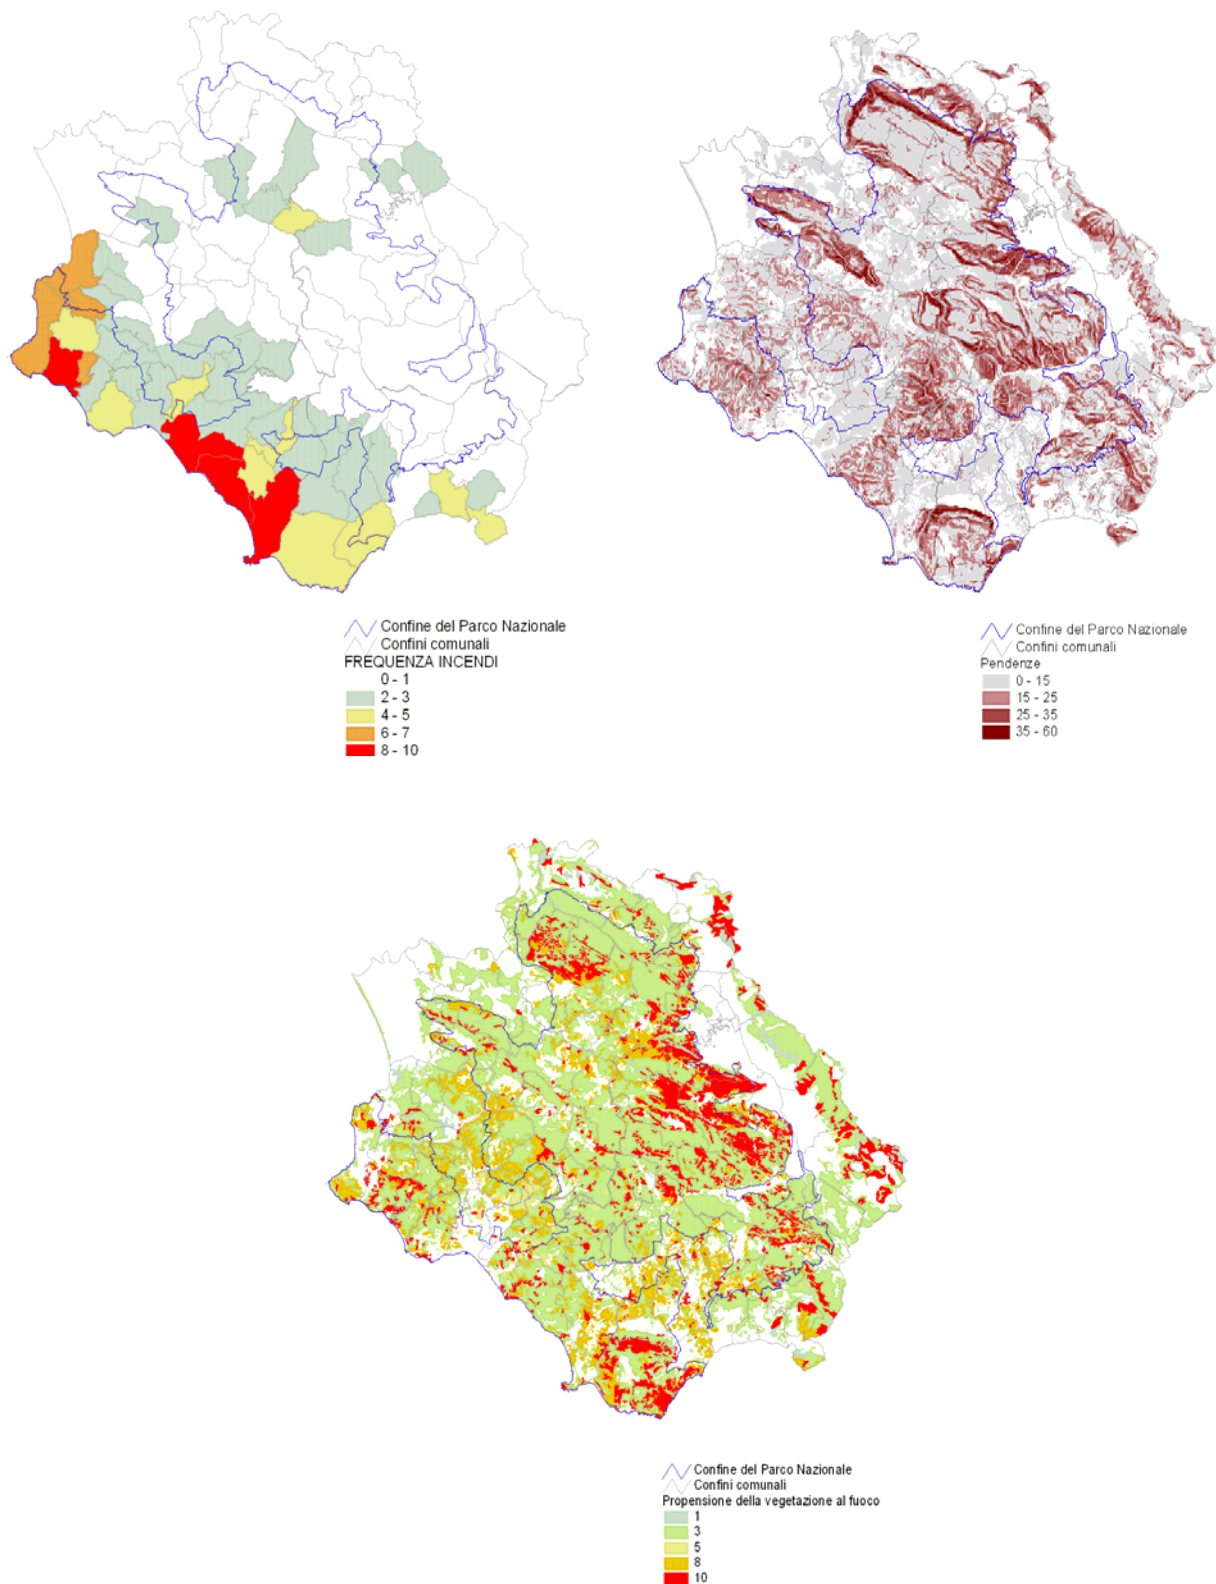 Confine del Parco Nazionale
Confini comunali
FREQUENZA INCENDI
0 - 1
2 - 3
4 - 5
6 - 7
8 - 10
Confine del Parco Nazionale
Confini comunali
Pendenze
0 - 15
15 - 25
25 - 35
35 - 60
Confine del Parco Nazionale
Confini comunali
Propensione della vegetazione al fuoco
1
3
5
8
10